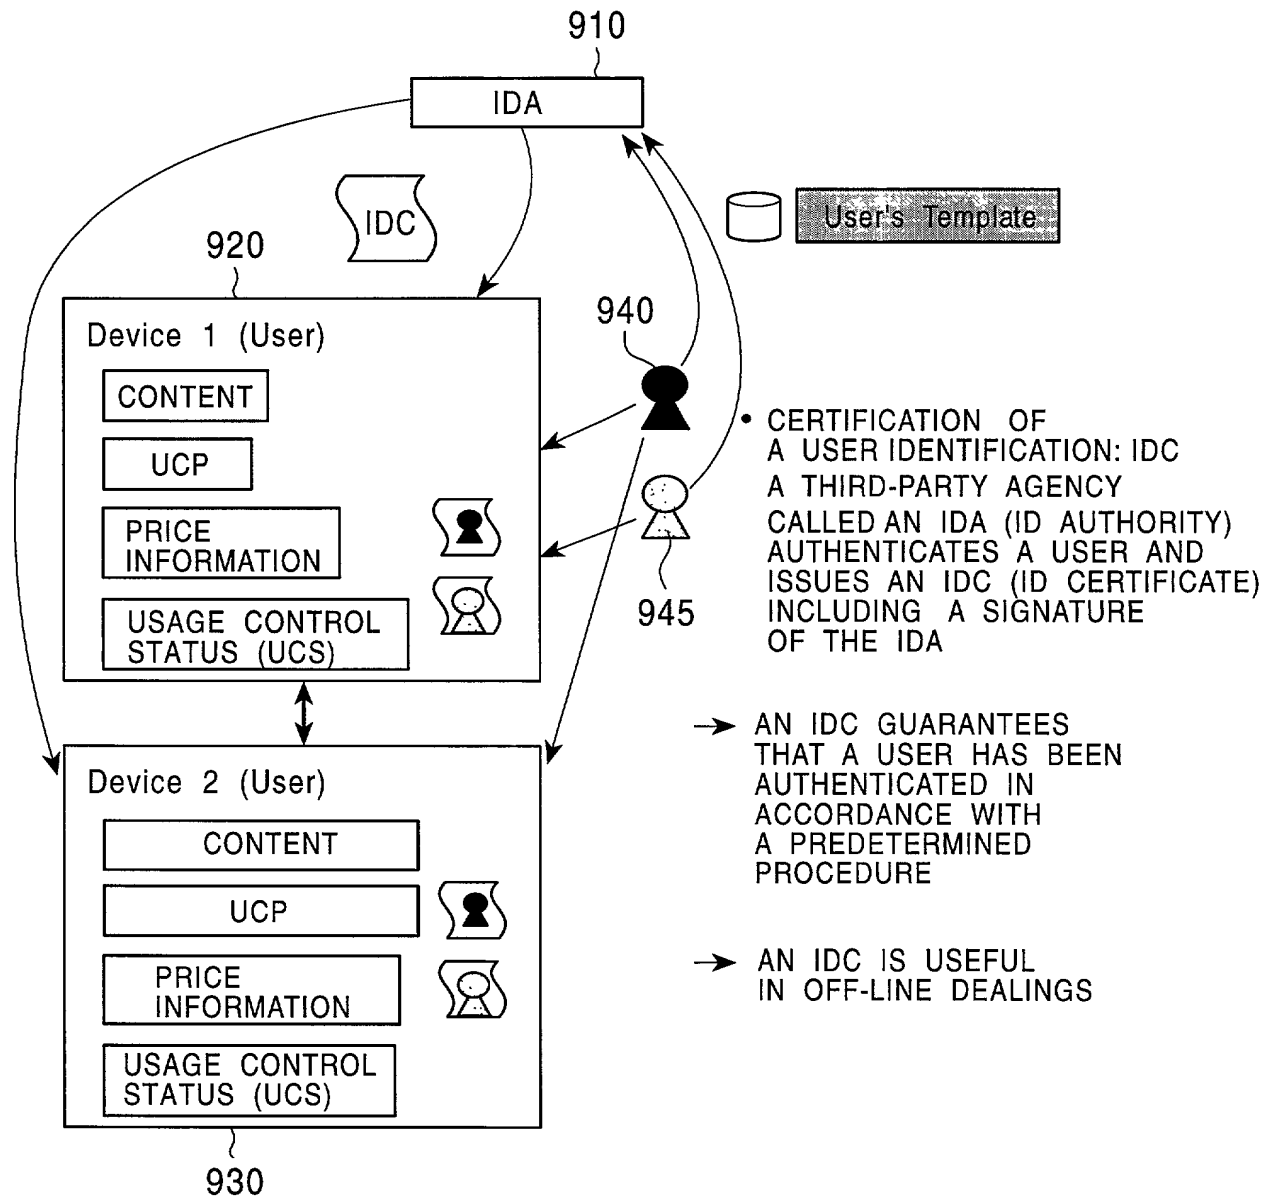 910
IDA
IDC
User's Template
920
940
Device 1 (User)
CONTENT
UCP
PRICE
INFORMATION
USAGE CONTROL
STATUS (UCS)
945
• CERTIFICATION OF
A USER IDENTIFICATION: IDC
A THIRD-PARTY AGENCY
CALLED AN IDA (ID AUTHORITY)
AUTHENTICATES A USER AND
ISSUES AN IDC (ID CERTIFICATE)
INCLUDING A SIGNATURE
OF THE IDA
→ AN IDC GUARANTEES
THAT A USER HAS BEEN
AUTHENTICATED IN
ACCORDANCE WITH
A PREDETERMINED
PROCEDURE
→ AN IDC IS USEFUL
IN OFF-LINE DEALINGS
Device 2 (User)
CONTENT
UCP
PRICE
INFORMATION
USAGE CONTROL
STATUS (UCS)
930